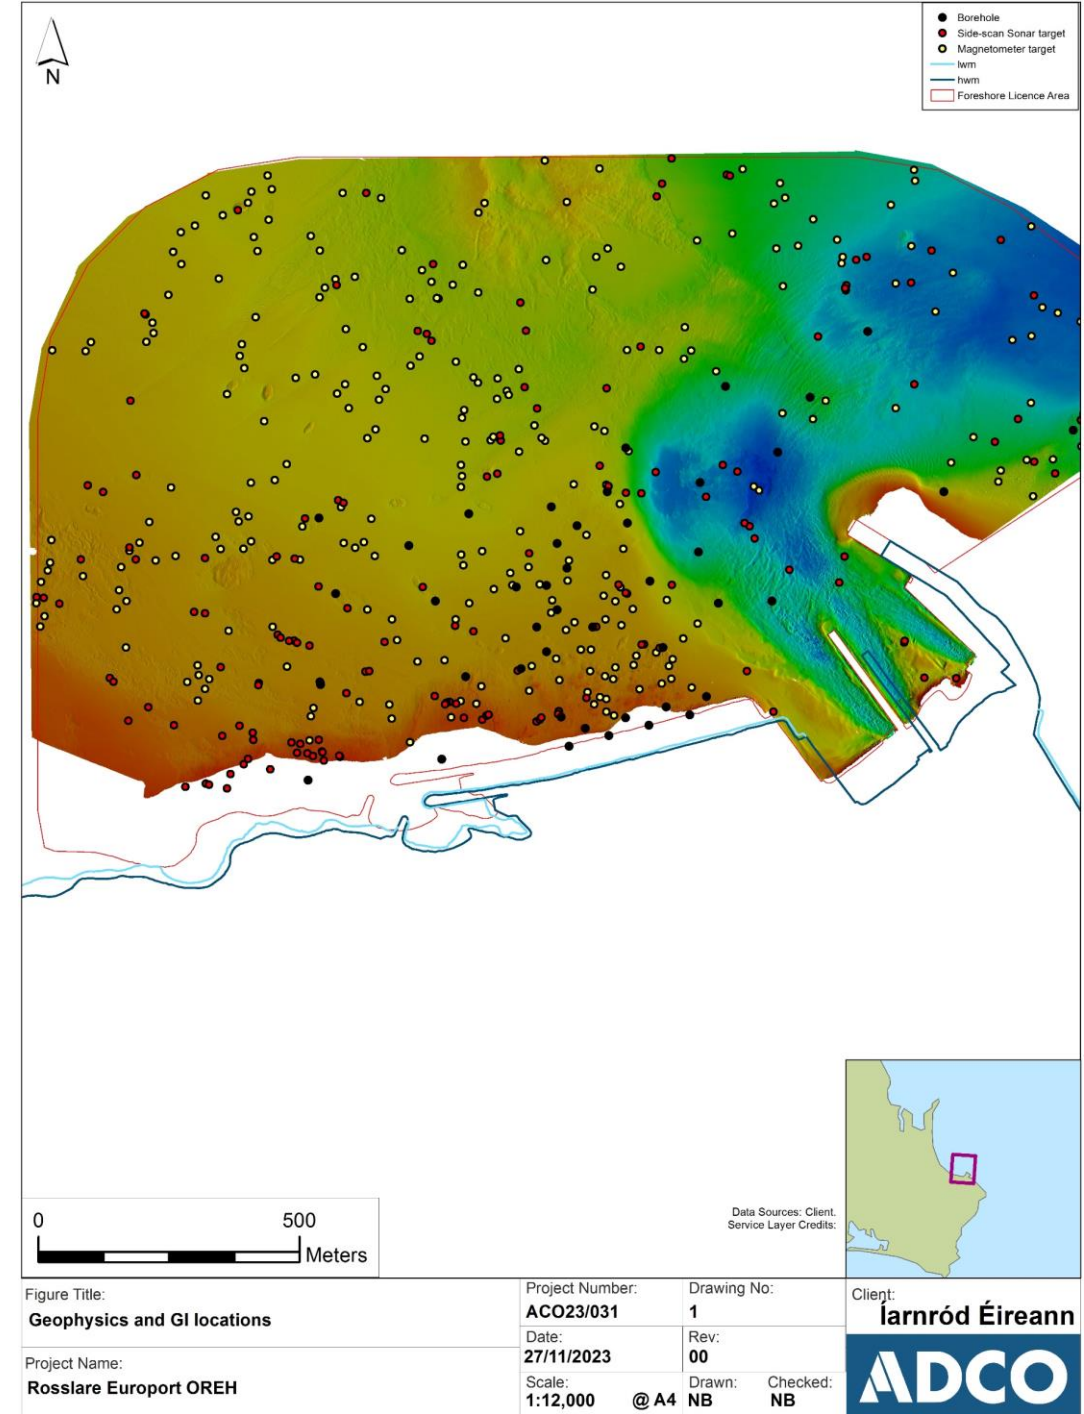 N
Borehole
Side-scan Sonar target
Magnetometer target
lwm
hwm
Foreshore Licence Area
0 500
Meters
Data Sources: Client.
Service Layer Credits:
Figure Title:
Geophysics and GI locations
Project Name:
Rosslare Europort OREH
Project Number:
ACO23/031
Drawing No:
1
Date:
27/11/2023
Rev:
00
Scale:
1:12,000 @ A4
Drawn:
NB
Checked:
NB
Client:
Íarnród Éireann
ADCO